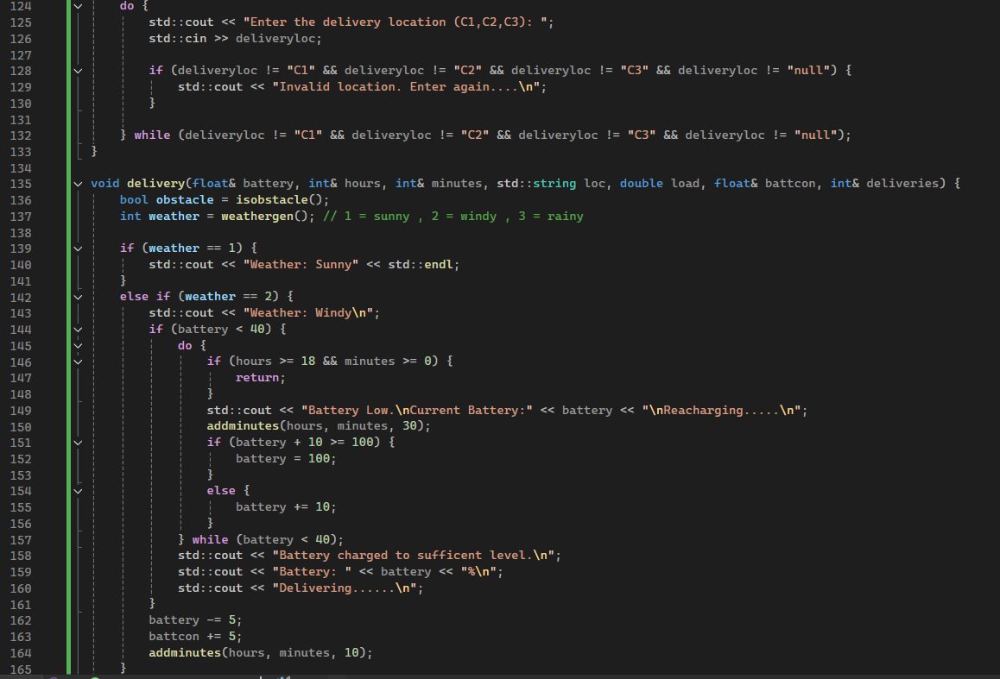 124 do {
125 std::cout << "Enter the delivery location (C1,C2,C3): ";
126 std::cin >> deliveryloc;
127
128 if (deliveryloc != "C1" && deliveryloc != "C2" && deliveryloc != "C3" && deliveryloc != "null") {
129 std::cout << "Invalid location. Enter again....\n";
130 }
131
132 } while (deliveryloc != "C1" && deliveryloc != "C2" && deliveryloc != "C3" && deliveryloc != "null");
133 }
134
135 void delivery(float& battery, int& hours, int& minutes, std::string loc, double load, float& battcon, int& deliveries) {
136 bool obstacle = isobstacle();
137 int weather = weathergen(); // 1 = sunny , 2 = windy , 3 = rainy
138
139 if (weather == 1) {
140 std::cout << "Weather: Sunny" << std::endl;
141 }
142 else if (weather == 2) {
143 std::cout << "Weather: Windy\n";
144 if (battery < 40) {
145 do {
146 if (hours >= 18 && minutes >= 0) {
147 return;
148 }
149 std::cout << "Battery Low.\nCurrent Battery:" << battery << "\nReacharging.....\n";
150 addminutes(hours, minutes, 30);
151 if (battery + 10 >= 100) {
152 battery = 100;
153 }
154 else {
155 battery += 10;
156 }
157 } while (battery < 40);
158 std::cout << "Battery charged to sufficent level.\n";
159 std::cout << "Battery: " << battery << "%\n";
160 std::cout << "Delivering......\n";
161 }
162 battery -= 5;
163 battcon += 5;
164 addminutes(hours, minutes, 10);
165 }